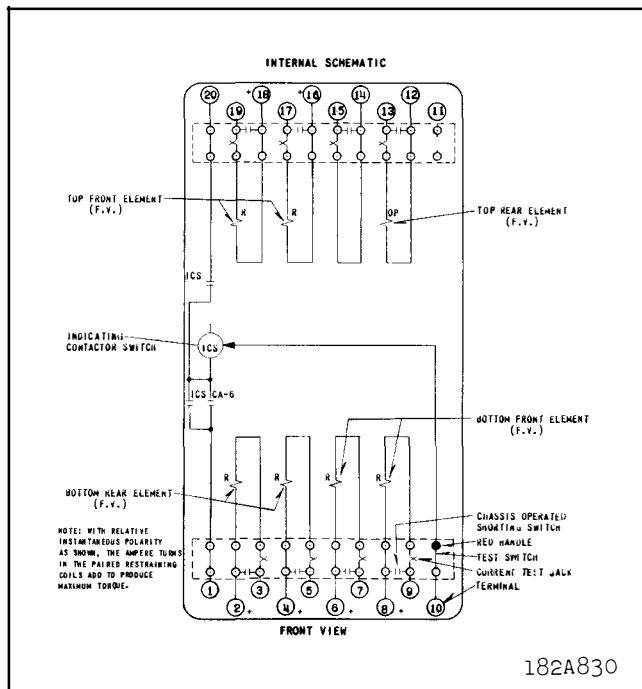 INTERNAL SCHEMATIC
20 +18 +16 14 12
19 17 15 13 11
TOP FRONT ELEMENT
(F.V.)
R R OP
TOP REAR ELEMENT
(F.V.)
ICS
INDICATING
CONTACTOR SWITCH
ICS
ICS CA-6
BOTTOM FRONT ELEMENT
(F.V.)
R R R R
BOTTOM REAR ELEMENT
(F.V.)
NOTE: WITH RELATIVE
INSTANTANEOUS POLARITY
AS SHOWN, THE AMPERE TURNS
IN THE PAIRED RESTRAINING
COILS ADD TO PRODUCE
MAXIMUM TORQUE.
CHASSIS OPERATED
SHORTING SWITCH
RED HANDLE
TEST SWITCH
CURRENT TEST JACK
TERMINAL
1 3 5 7 9
2 + 4 + 6 + 8 + 10
FRONT VIEW
182A830